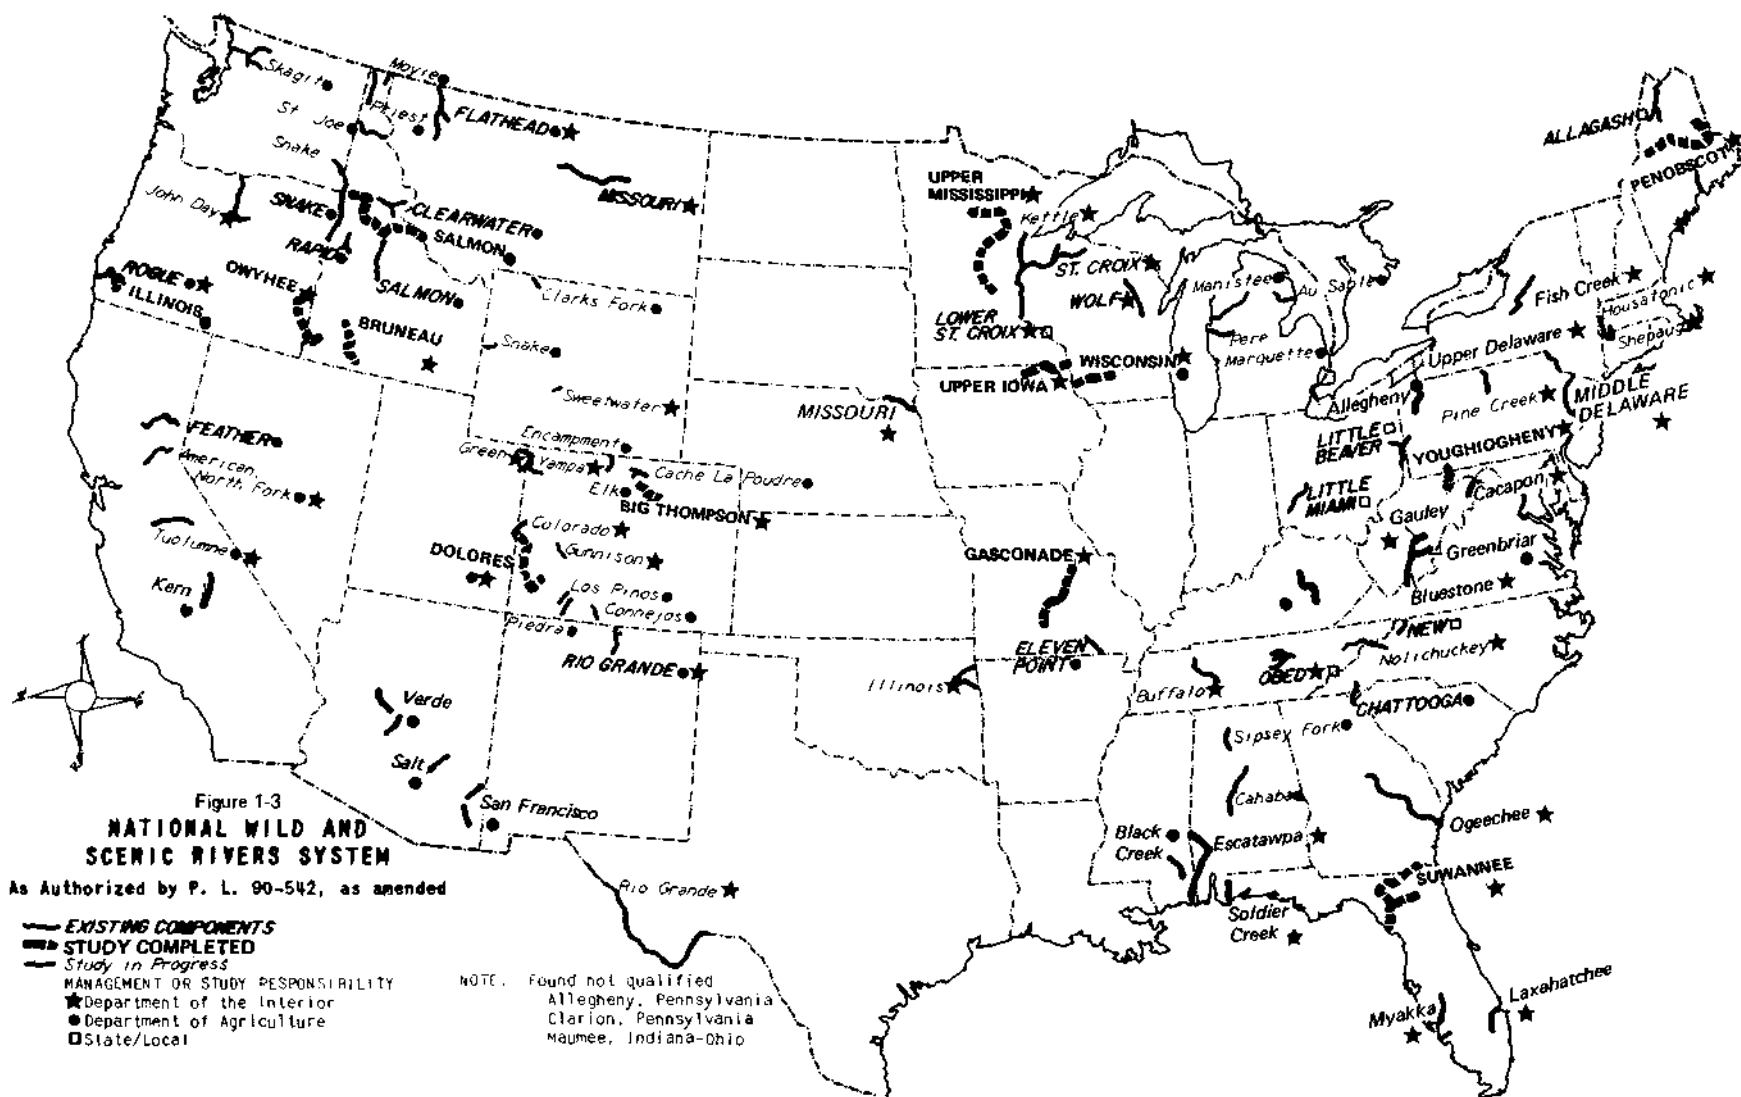 Skagit
Moyie
St Joe
Priest
FLATHEAD
Snake
MISSOURI
John Day
SNAKE
CLEARWATER
RAPID
SALMON
ROGUE
ILLINOIS
OWYHEE
SALMON
BRUNEAU
Clarks Fork
Snake
Sweetwater
FEATHER
American,
North Fork
Encampment
Green
Yampa
Cache La Poudre
Elk
BIG THOMPSON
Tuolumne
Kern
Colorado
Gunnison
DOLORES
Los Pinos
Connejos
Piedra
RIO GRANDE
Verde
Salt
San Francisco
Rio Grande
UPPER
MISSISSIPPI
Kettle
ST. CROIX
WOLF
LOWER
ST. CROIX
UPPER IOWA
WISCONSIN
MISSOURI
Manistee
Au Sable
Pere
Marquette
ALLAGASH
PENOBSCOT
Fish Creek
Housatonic
Shepaug
Upper Delaware
MIDDLE
DELAWARE
Allegheny
Pine Creek
LITTLE
BEAVER
YOUGHIOGHENY
LITTLE
MIAMI
Cacapon
Gauley
Greenbriar
Bluestone
GASCONADE
ELEVEN
POINT
Illinois
Buffalo
OBED
NEW
Nolichuckey
CHATTOOGA
Sipsey Fork
Cahaba
Ogeechee
Black
Creek
Escatawpa
SUWANNEE
Soldier
Creek
Myakka
Laxahatchee
Figure 1-3
NATIONAL WILD AND
SCENIC RIVERS SYSTEM
As Authorized by P. L. 90-542, as amended
EXISTING COMPONENTS
STUDY COMPLETED
Study in Progress
MANAGEMENT OR STUDY RESPONSIBILITY
Department of the Interior
Department of Agriculture
State/Local
NOTE. Found not qualified
Allegheny, Pennsylvania
Clarion, Pennsylvania
Maumee, Indiana-Ohio